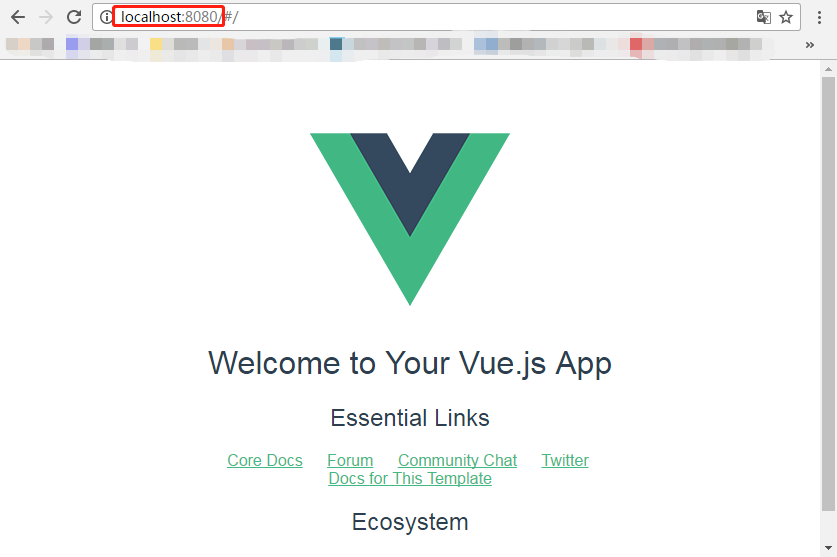 localhost:8080/#/
Welcome to Your Vue.js App
Essential Links
Core Docs Forum Community Chat Twitter
Docs for This Template
Ecosystem